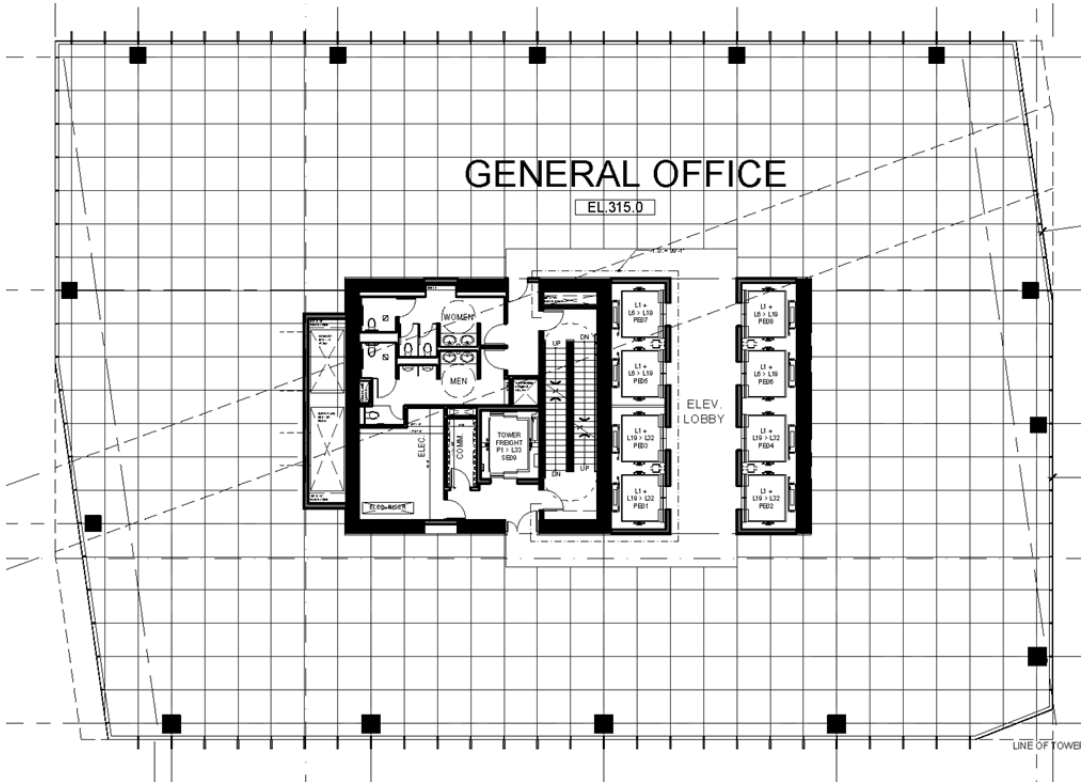 GENERAL OFFICE
EL.315.0
WOMEN
MEN
UP
DN
DN
UP
ELEC.
COMM.
ELEC. RISER
TOWER
FREIGHT
P1 > L33
SE09
L1 +
L6 > L19
PE07
L1 +
L6 > L19
PE05
L1 +
L19 > L32
PE03
L1 +
L19 > L32
PE01
ELEV.
LOBBY
L1 +
L6 > L19
PE08
L1 +
L6 > L19
PE06
L1 +
L19 > L32
PE04
L1 +
L19 > L32
PE02
LINE OF TOWER